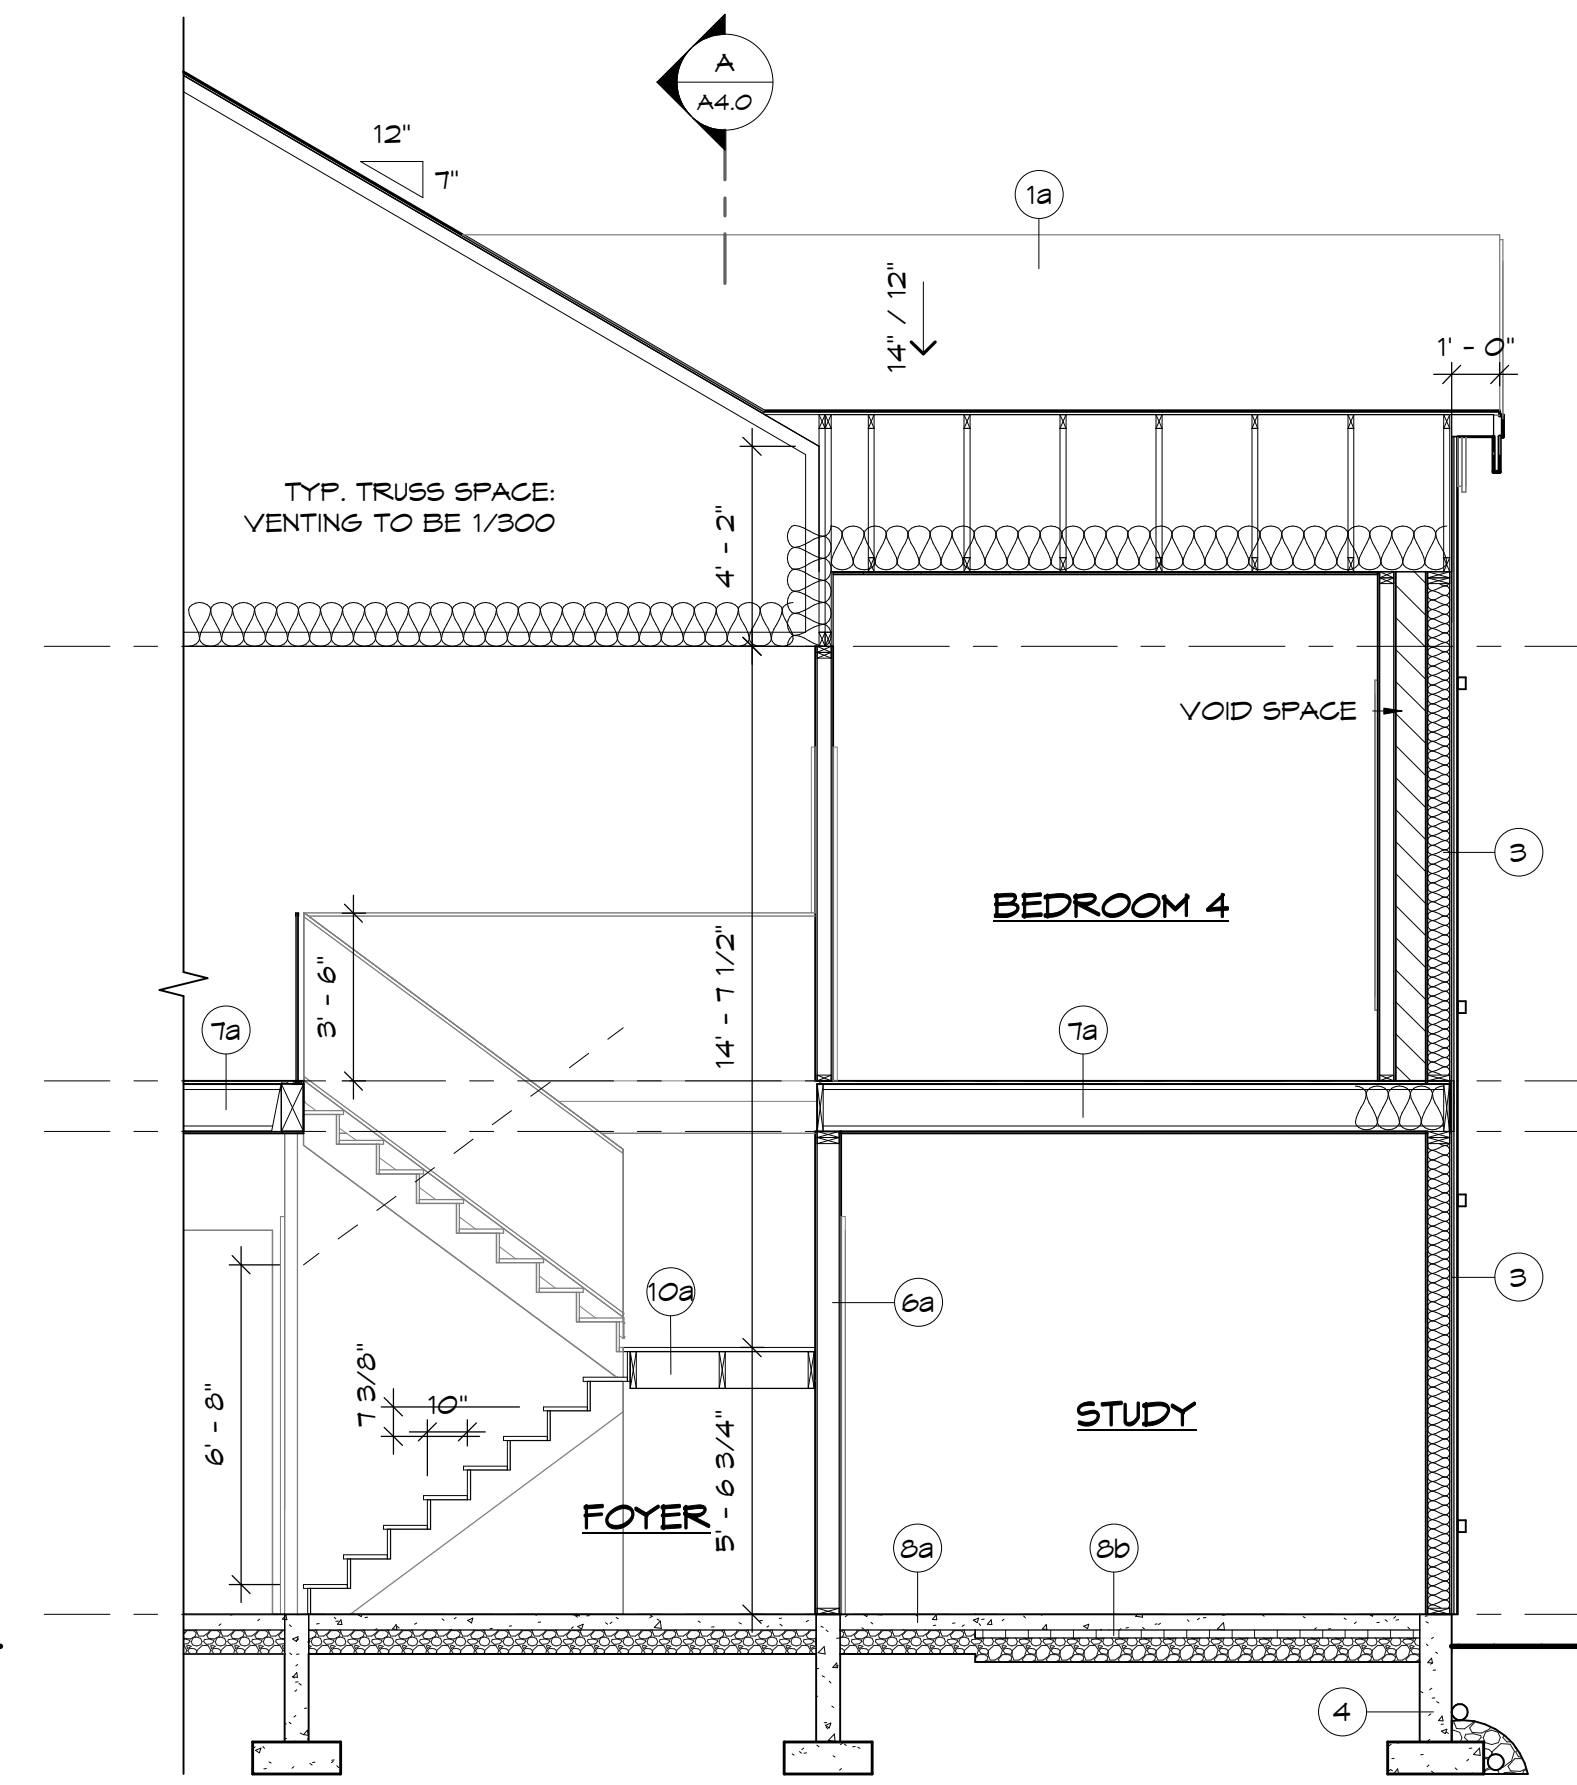 A
A4.0
12"
7"
1a
14" / 12"
1' - 0"
TYP. TRUSS SPACE:
VENTING TO BE 1/300
4' - 2"
VOID SPACE
3
BEDROOM 4
14' - 7 1/2"
3' - 6"
7a
7a
10a
6a
3
7 3/8"
10"
6' - 8"
STUDY
5' - 6 3/4"
FOYER
8a
8b
4